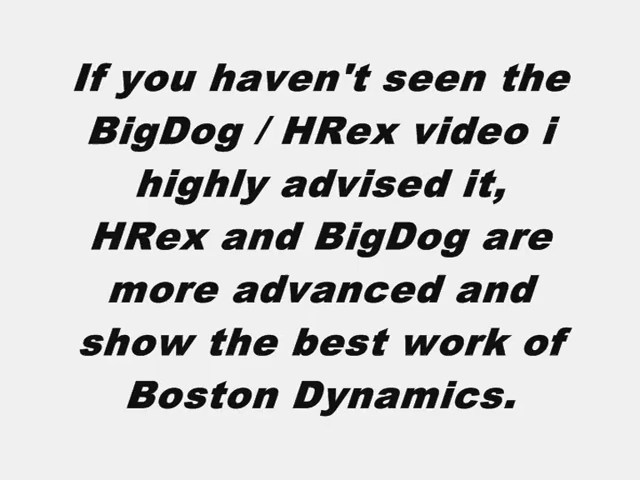 If you haven't seen the
BigDog / HRex video i
highly advised it,
HRex and BigDog are
more advanced and
show the best work of
Boston Dynamics.